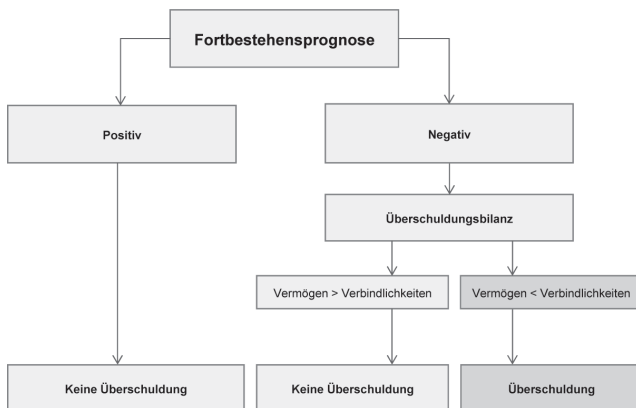 Fortbestehensprognose
Positiv
Negativ
Überschuldungsbilanz
Vermögen > Verbindlichkeiten
Vermögen < Verbindlichkeiten
Keine Überschuldung
Keine Überschuldung
Überschuldung